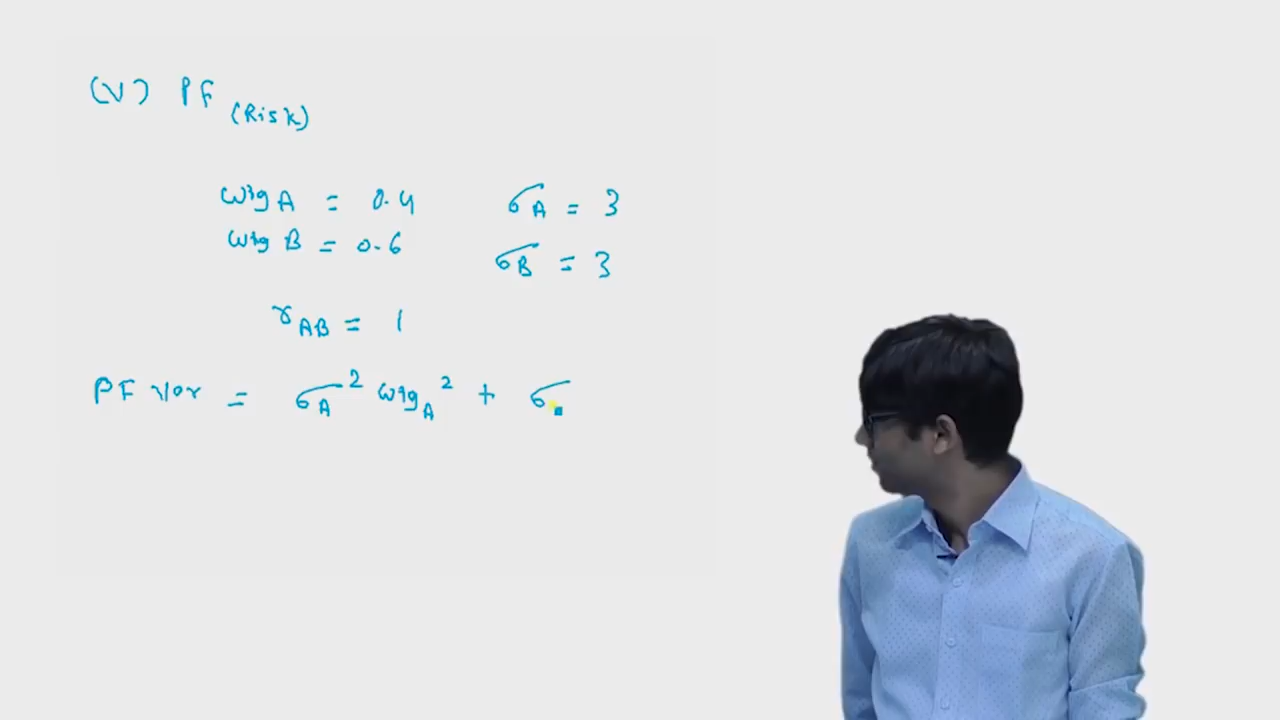 (V) PF (Risk)
wtg A = 0.4 σA = 3
wtg B = 0.6 σB = 3
rAB = 1
PF var = σA² wtgA² + σ